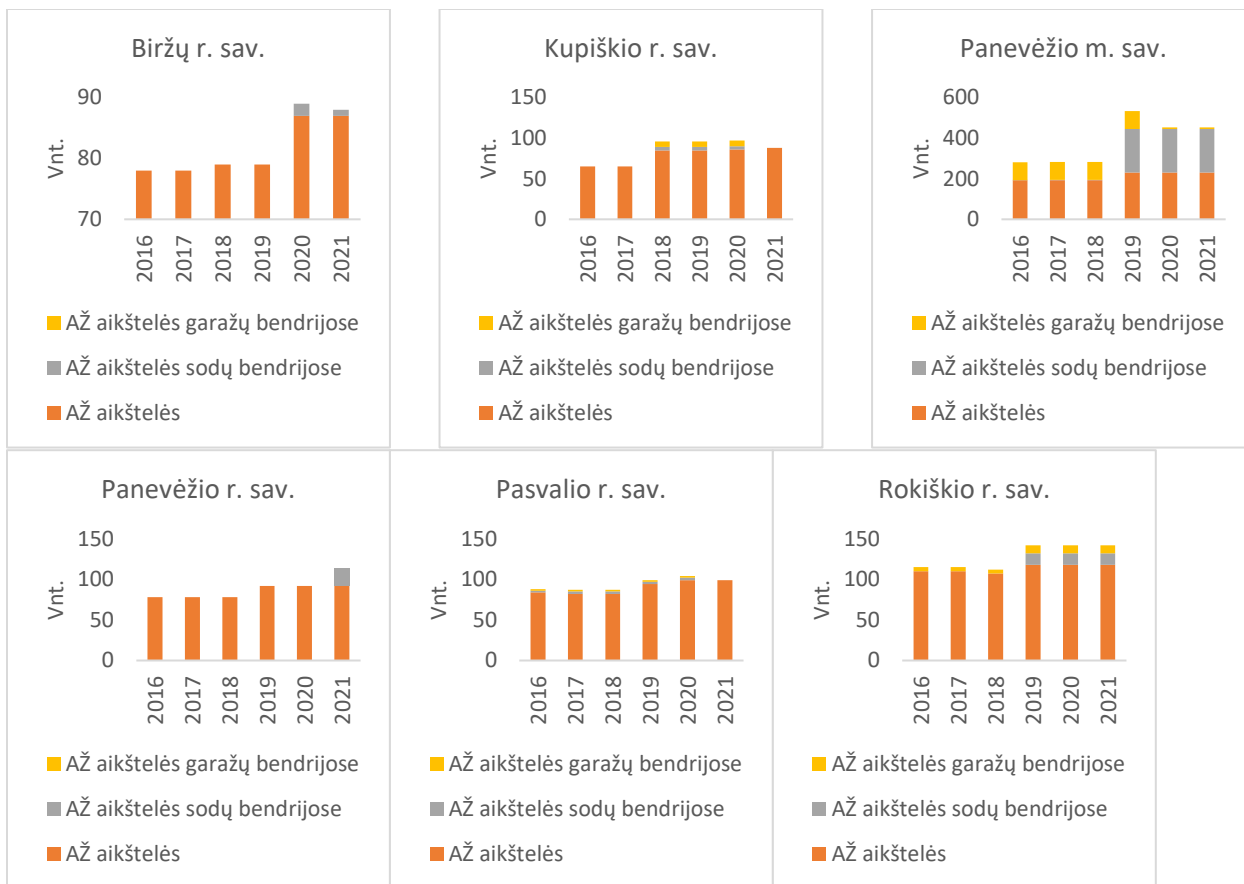 Biržų r. sav.
90
80
70
Vnt.
2016
2017
2018
2019
2020
2021
AŽ aikštelės garažų bendrijose
AŽ aikštelės sodų bendrijose
AŽ aikštelės
Kupiškio r. sav.
150
100
50
0
Vnt.
2016
2017
2018
2019
2020
2021
AŽ aikštelės garažų bendrijose
AŽ aikštelės sodų bendrijose
AŽ aikštelės
Panevėžio m. sav.
600
400
200
0
Vnt.
2016
2017
2018
2019
2020
2021
AŽ aikštelės garažų bendrijose
AŽ aikštelės sodų bendrijose
AŽ aikštelės
Panevėžio r. sav.
150
100
50
0
Vnt.
2016
2017
2018
2019
2020
2021
AŽ aikštelės garažų bendrijose
AŽ aikštelės sodų bendrijose
AŽ aikštelės
Pasvalio r. sav.
150
100
50
0
Vnt.
2016
2017
2018
2019
2020
2021
AŽ aikštelės garažų bendrijose
AŽ aikštelės sodų bendrijose
AŽ aikštelės
Rokiškio r. sav.
150
100
50
0
Vnt.
2016
2017
2018
2019
2020
2021
AŽ aikštelės garažų bendrijose
AŽ aikštelės sodų bendrijose
AŽ aikštelės